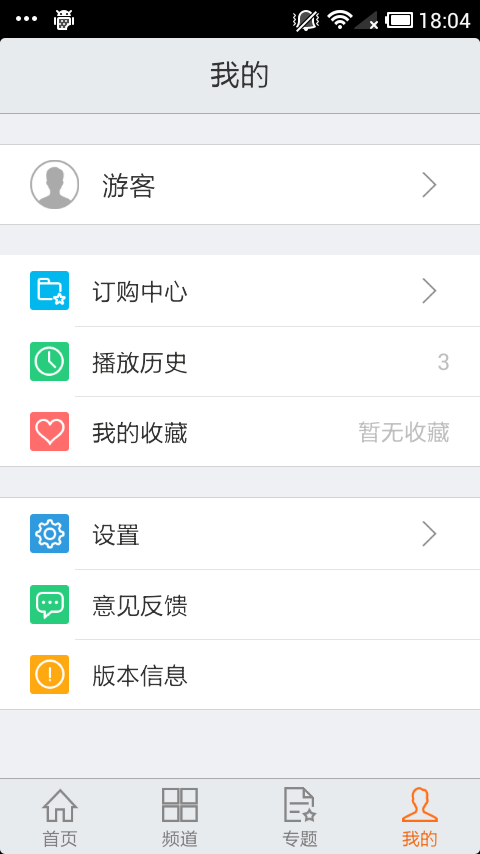 18:04
我的
游客
订购中心
播放历史 3
我的收藏 暂无收藏
设置
意见反馈
版本信息
首页 频道 专题 我的